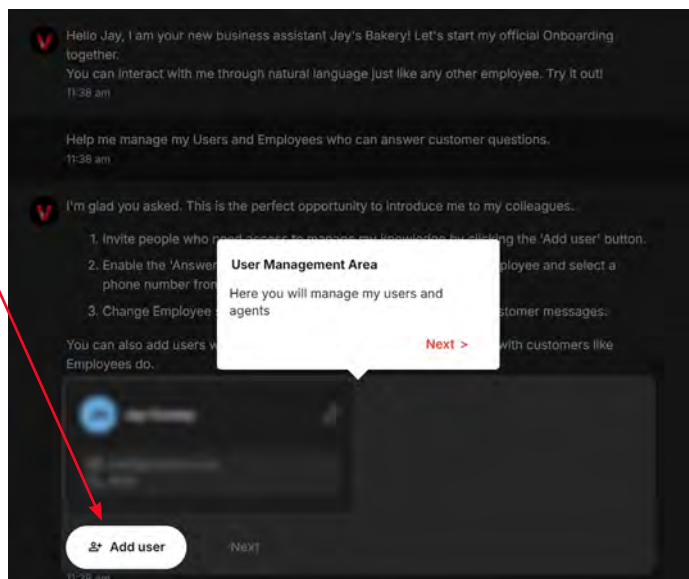 Hello Jay, I am your new business assistant Jay's Bakery! Let's start my official Onboarding
together.
You can interact with me through natural language just like any other employee. Try it out!
11:38 am
Help me manage my Users and Employees who can answer customer questions.
11:38 am
I'm glad you asked. This is the perfect opportunity to introduce me to my colleagues.
1. Invite people who need access to manage my knowledge by clicking the 'Add user' button.
2. Enable the 'Answer ployee and select a
phone number from
3. Change Employee stomer messages.
You can also add users with customers like
Employees do.
User Management Area
Here you will manage my users and
agents
Next >
Add user
Next
11:38 am